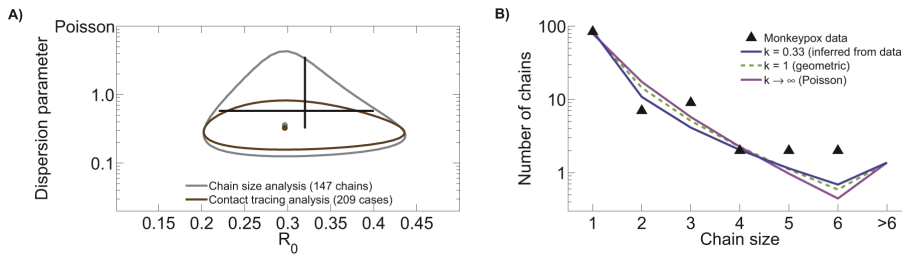 A)
Poisson
1.0
0.1
Dispersion parameter
Chain size analysis (147 chains)
Contact tracing analysis (209 cases)
0.15 0.2 0.25 0.3 0.35 0.4 0.45
R0
B)
100
10
1
Number of chains
Monkeypox data
k = 0.33 (inferred from data
k = 1 (geometric)
k → ∞ (Poisson)
1 2 3 4 5 6 >6
Chain size